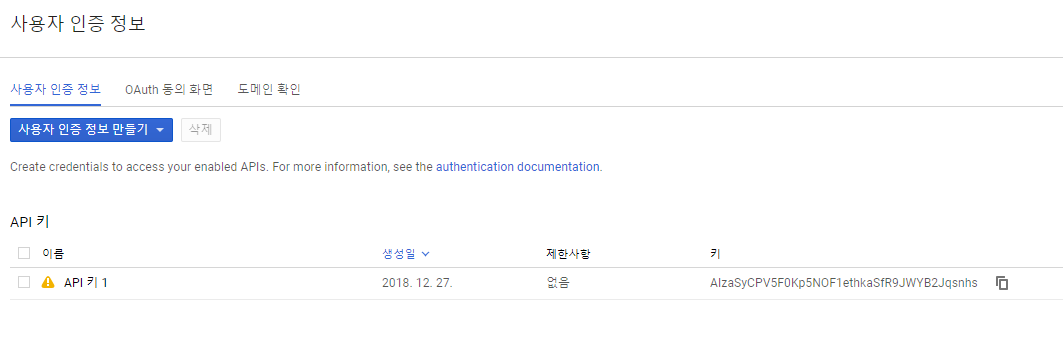 사용자 인증 정보
사용자 인증 정보 OAuth 동의 화면 도메인 확인
사용자 인증 정보 만들기 삭제
Create credentials to access your enabled APIs. For more information, see the authentication documentation.
API 키
이름 생성일 제한사항 키
API 키 1 2018. 12. 27. 없음 AIzaSyCPV5F0Kp5NOF1ethkaSfR9JWYB2Jqsnhs